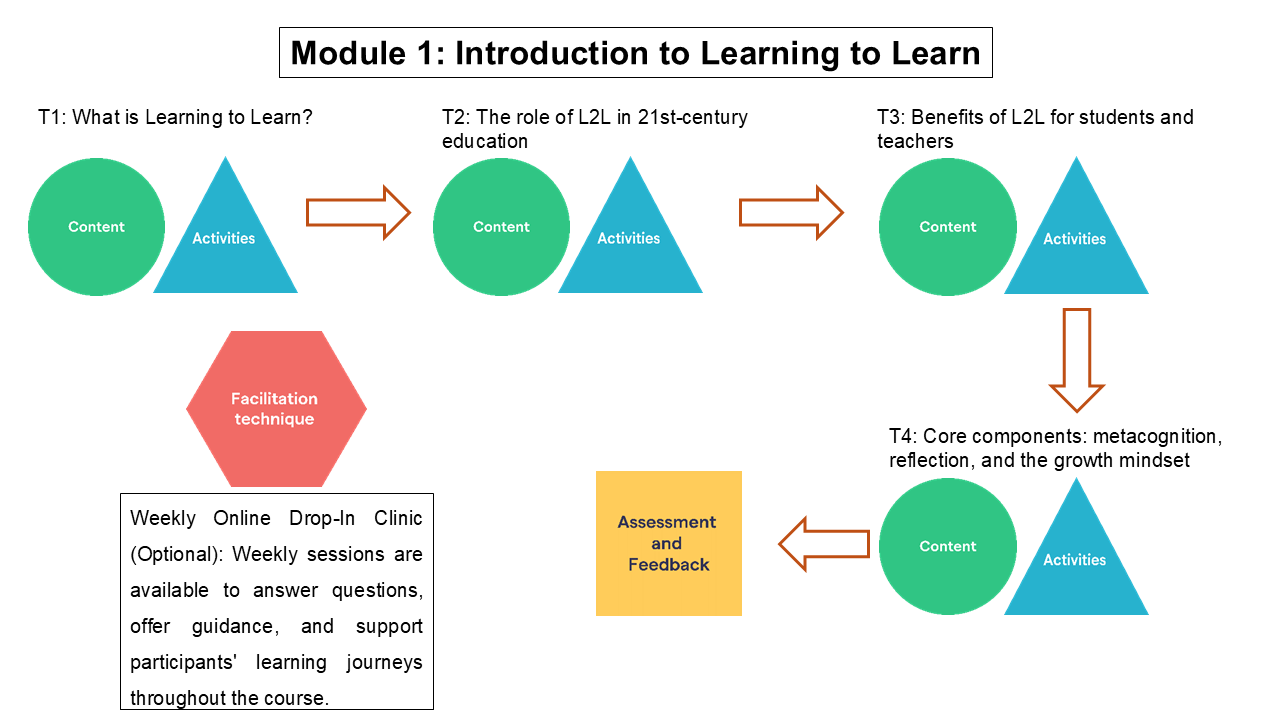 Module 1: Introduction to Learning to Learn
T1: What is Learning to Learn?
Content
Activities
T2: The role of L2L in 21st-century
education
Content
Activities
T3: Benefits of L2L for students and
teachers
Content
Activities
T4: Core components: metacognition,
reflection, and the growth mindset
Content
Activities
Assessment
and
Feedback
Facilitation
technique
Weekly Online Drop-In Clinic
(Optional): Weekly sessions are
available to answer questions,
offer guidance, and support
participants' learning journeys
throughout the course.